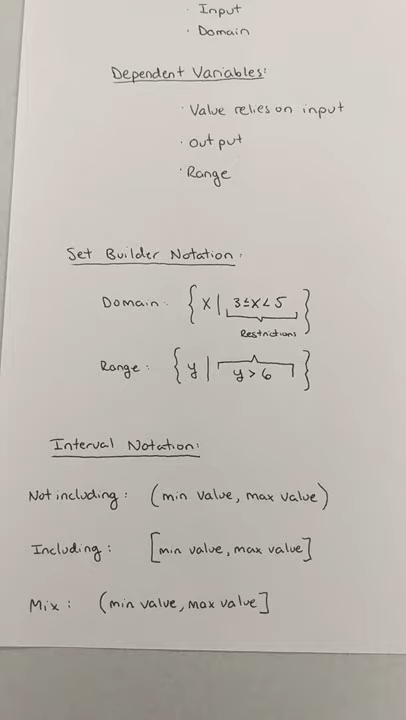 · Input
· Domain
Dependent Variables:
· Value relies on input
· output
· Range
Set Builder Notation:
Domain: {x | 3≤x<5}
Restrictions
Range: {y | y>6}
Interval Notation:
Not including: (min value, max value)
Including: [min value, max value]
Mix: (min value, max value]